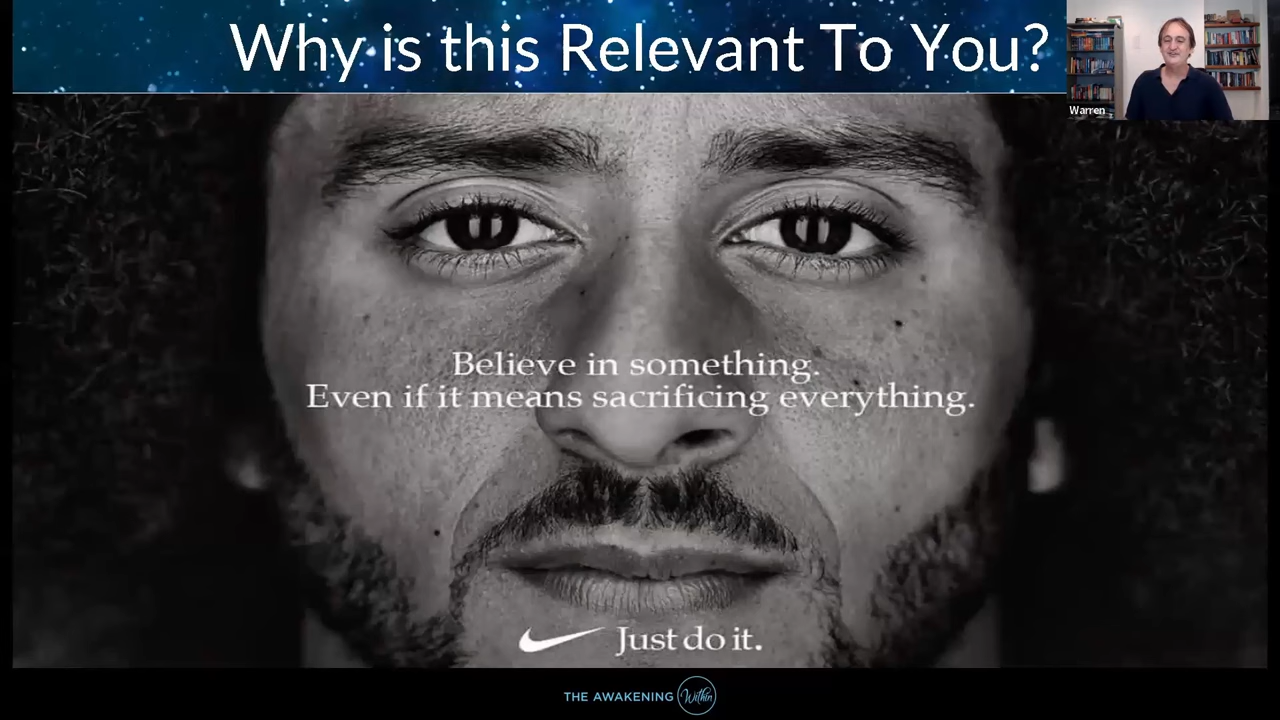 Why is this Relevant To You?
Warren
Believe in something.
Even if it means sacrificing everything.
Just do it.
THE AWAKENING Within